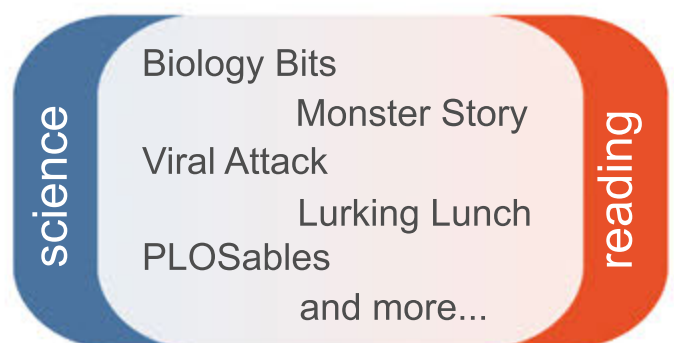 science
Biology Bits
Monster Story
Viral Attack
Lurking Lunch
PLOSables
and more...
reading